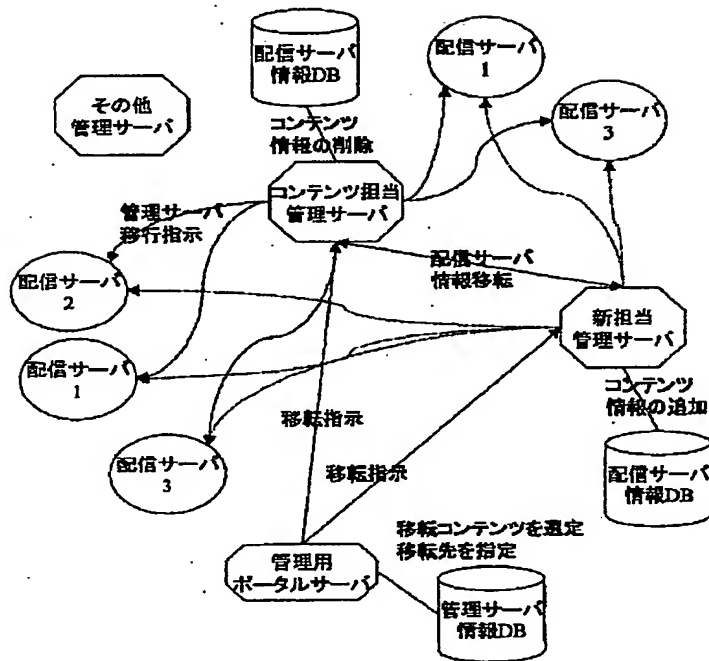 配信サーバ
情報DB
配信サーバ
1
その他
管理サーバ
コンテンツ
情報の削除
配信サーバ
3
コンテンツ担当
管理サーバ
管理サーバ
移行指示
配信サーバ
情報移転
配信サーバ
2
新担当
管理サーバ
配信サーバ
1
コンテンツ
情報の追加
移転指示
配信サーバ
3
移転指示
配信サーバ
情報DB
移転コンテンツを選定
移転先を指定
管理用
ポータルサーバ
管理サーバ
情報DB